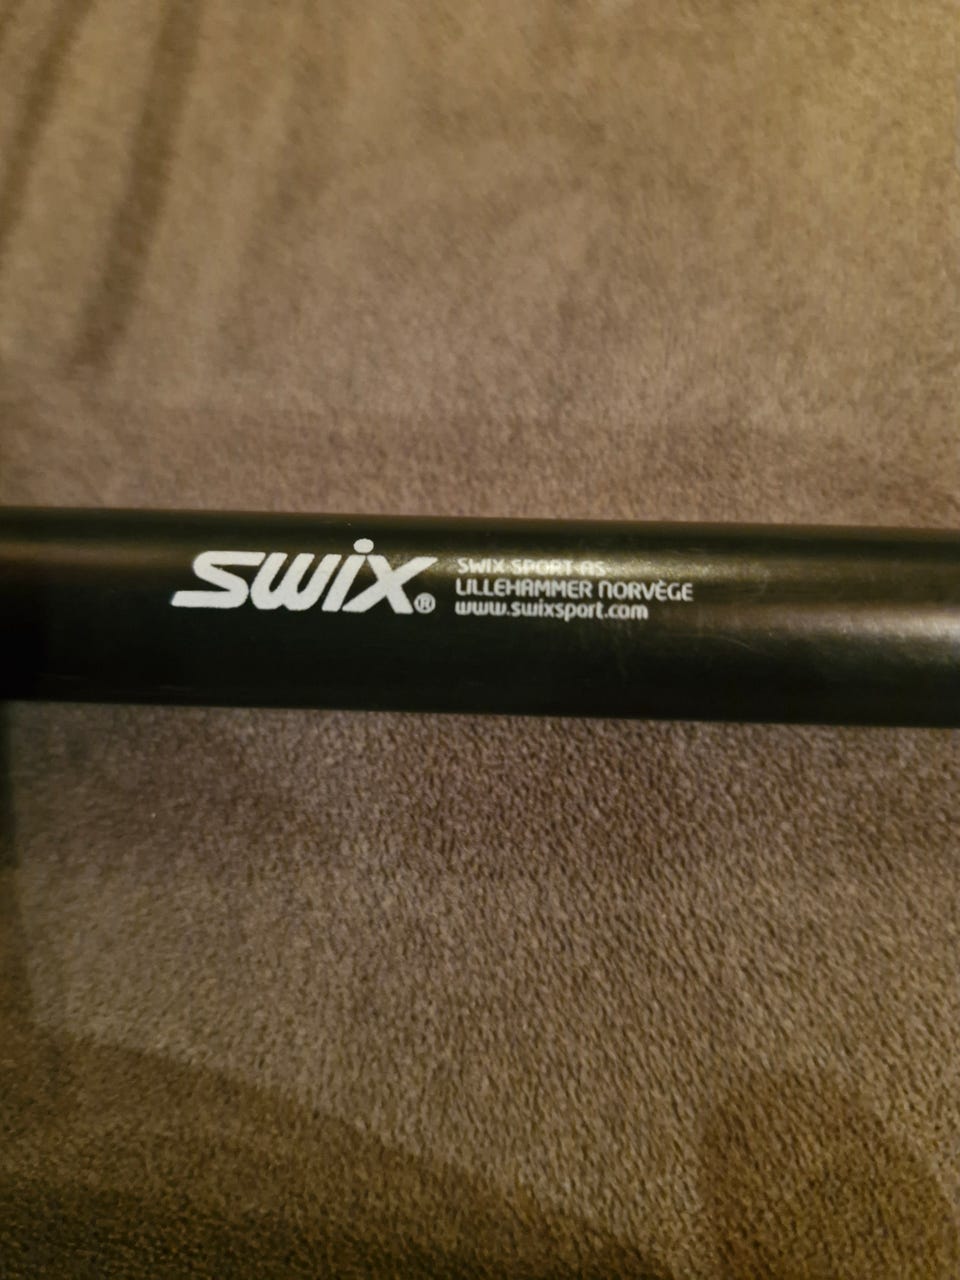 swix®
SWIX SPORT AS
LILLEHAMMER NORVÈGE
www.swixsport.com